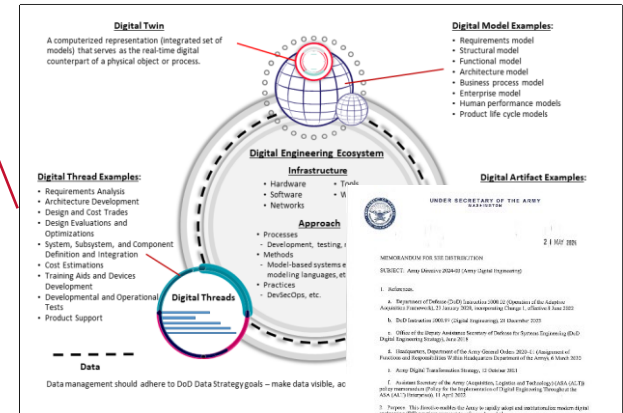 Digital Twin
A computerized representation (integrated set of
models) that serves as the real-time digital
counterpart of a physical object or process.
Digital Model Examples:
• Requirements model
• Structural model
• Functional model
• Architecture model
• Business process model
• Enterprise model
• Human performance models
• Product life cycle models
Digital Engineering Ecosystem
Infrastructure
• Hardware
• Software
• Networks
• Tools
• W
Approach
• Processes
- Development, testing,
• Methods
- Model-based systems e
modeling languages, et
• Practices
- DevSecOps, etc.
Digital Thread Examples:
• Requirements Analysis
• Architecture Development
• Design and Cost Trades
• Design Evaluations and
Optimizations
• System, Subsystem, and Component
Definition and Integration
• Cost Estimations
• Training Aids and Devices
Development
• Developmental and Operational
Tests
• Product Support
Digital Threads
Data
Data management should adhere to DoD Data Strategy goals – make data visible, ac
Digital Artifact Examples:
UNDER SECRETARY OF THE ARMY
WASHINGTON
21 MAY 2024
MEMORANDUM FOR SEE DISTRIBUTION
SUBJECT: Army Directive 2024-03 (Army Digital Engineering)
1. References.
a. Department of Defense (DoD) Instruction 5000.02 (Operation of the Adaptive
Acquisition Framework), 23 January 2020, incorporating Change 1, effective 8 June 2022
b. DoD Instruction 5000.97 (Digital Engineering), 21 December 2023
c. Office of the Deputy Assistant Secretary of Defense for Systems Engineering (DoD
Digital Engineering Strategy), June 2018
d. Headquarters, Department of the Army General Orders 2020-01 (Assignment of
Functions and Responsibilities Within Headquarters Department of the Army), 6 March 2020
e. Army Digital Transformation Strategy, 12 October 2021
f. Assistant Secretary of the Army (Acquisition, Logistics and Technology) (ASA (ALT))
policy memorandum (Policy for the Implementation of Digital Engineering Throughout the
ASA (ALT) Enterprise), 11 April 2022
2. Purpose. This directive enables the Army to rapidly adopt and institutionalize modern digital